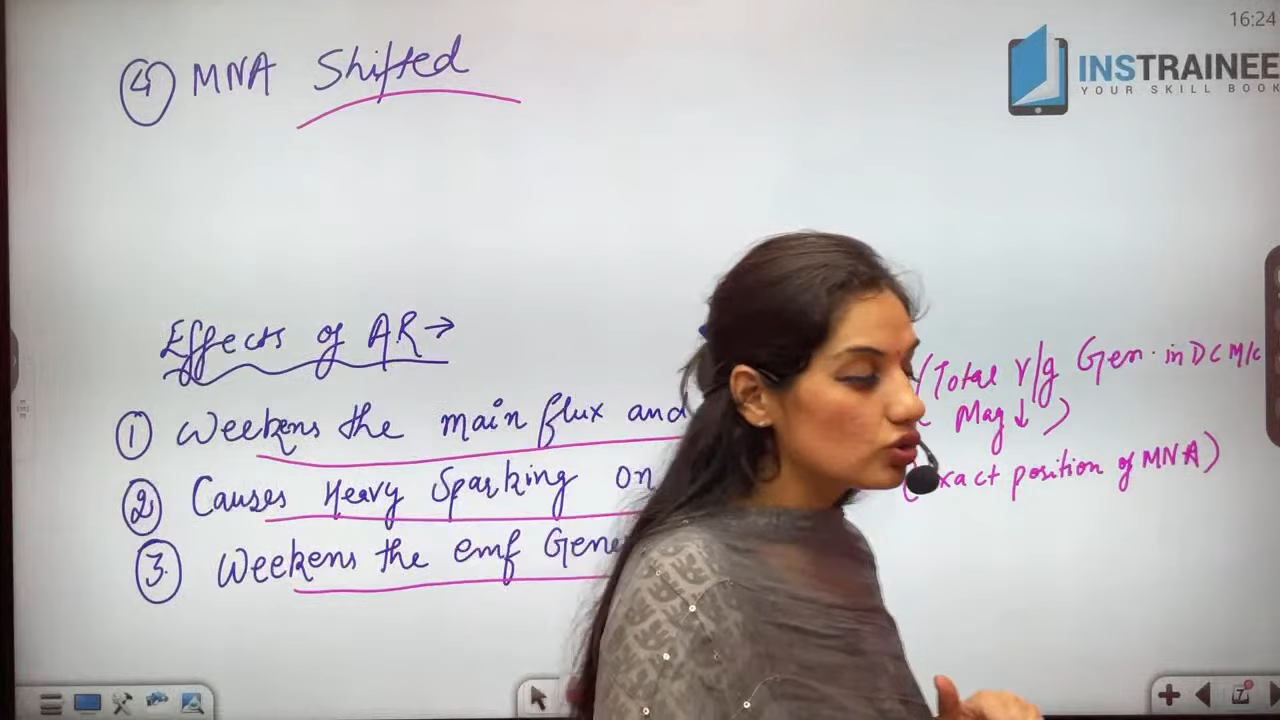 16:24
INSTRAINEE
YOUR SKILL BOOK
4 MNA Shifted
Effects of AR →
1 Weekens the main flux and
(Total V/g Gen. in DC M/c
Mag ↓)
2 Causes Heavy Sparking on
exact position of MNA)
3. Weekens the emf Gene